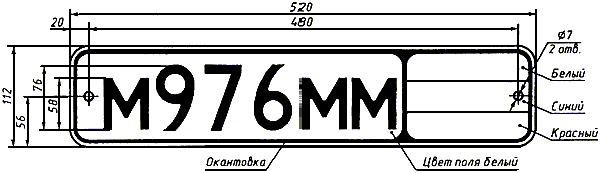 520
20
480
ø7
2 отв.
112
76
58
56
м976мм
Белый
Синий
Красный
Окантовка
Цвет поля белый